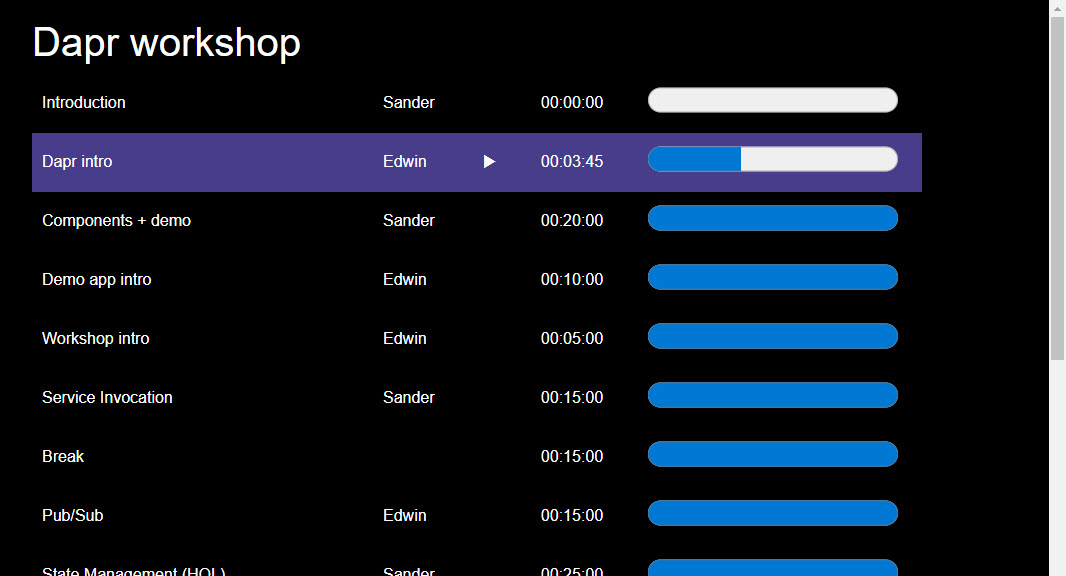 Dapr workshop
Introduction Sander 00:00:00
Dapr intro Edwin 00:03:45
Components + demo Sander 00:20:00
Demo app intro Edwin 00:10:00
Workshop intro Edwin 00:05:00
Service Invocation Sander 00:15:00
Break 00:15:00
Pub/Sub Edwin 00:15:00
State Management (HOL) Sander 00:25:00